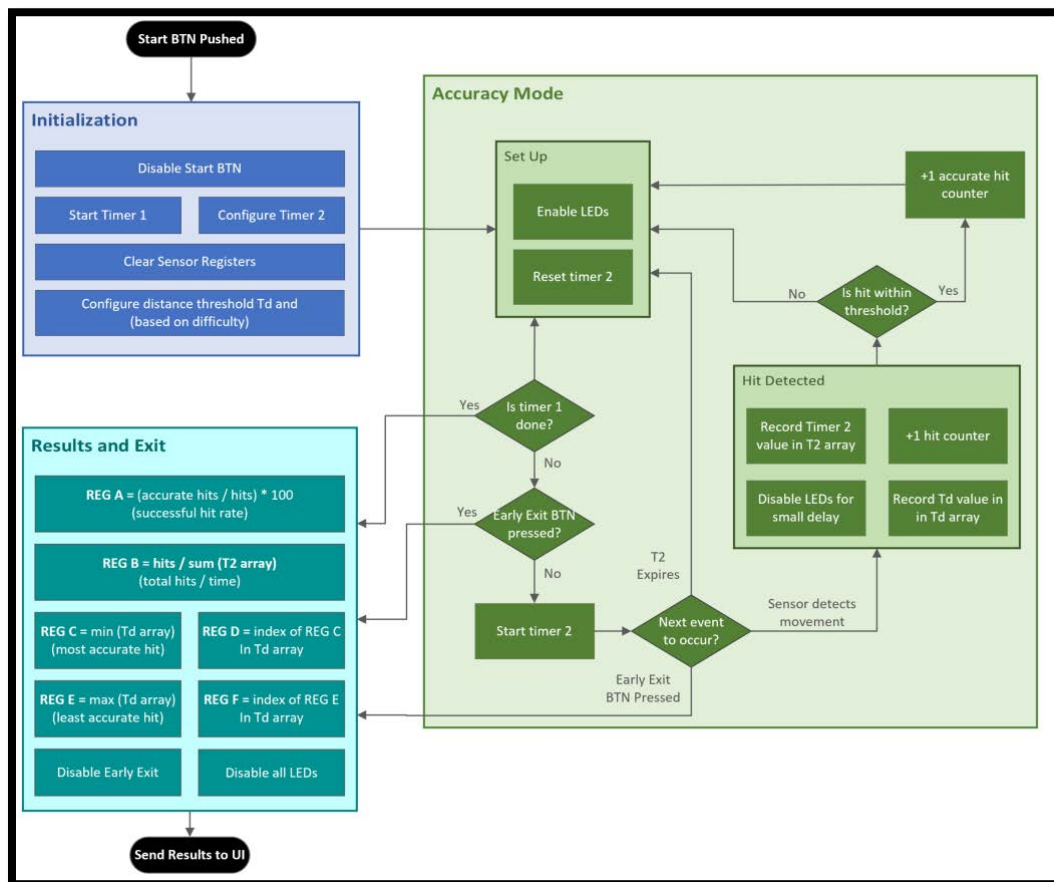 Start BTN Pushed
Initialization
Disable Start BTN
Start Timer 1
Configure Timer 2
Clear Sensor Registers
Configure distance threshold Td and
(based on difficulty)
Accuracy Mode
Set Up
Enable LEDs
Reset timer 2
+1 accurate hit
counter
Is hit within
threshold?
No
Yes
Hit Detected
Record Timer 2
value in T2 array
+1 hit counter
Disable LEDs for
small delay
Record Td value in
in Td array
Is timer 1
done?
Yes
No
Early Exit BTN
pressed?
Yes
No
Start timer 2
Next event
to occur?
T2
Expires
Sensor detects
movement
Early Exit
BTN Pressed
Results and Exit
REG A = (accurate hits / hits) * 100
(successful hit rate)
REG B = hits / sum (T2 array)
(total hits / time)
REG C = min (Td array)
(most accurate hit)
REG D = index of REG C
In Td array
REG E = max (Td array)
(least accurate hit)
REG F = index of REG E
In Td array
Disable Early Exit
Disable all LEDs
Send Results to UI